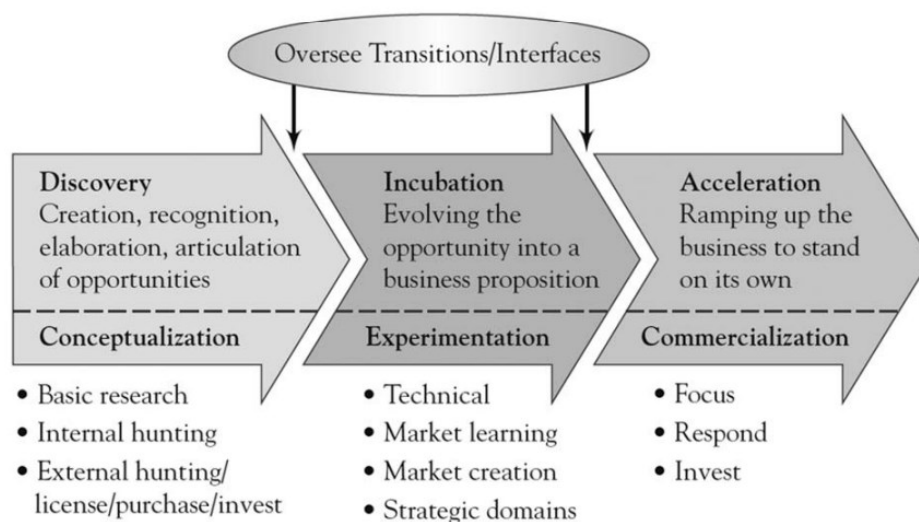 Oversee Transitions/Interfaces
Discovery
Creation, recognition,
elaboration, articulation
of opportunities
Conceptualization
• Basic research
• Internal hunting
• External hunting/
license/purchase/invest
Incubation
Evolving the
opportunity into a
business proposition
Experimentation
• Technical
• Market learning
• Market creation
• Strategic domains
Acceleration
Ramping up the
business to stand
on its own
Commercialization
• Focus
• Respond
• Invest